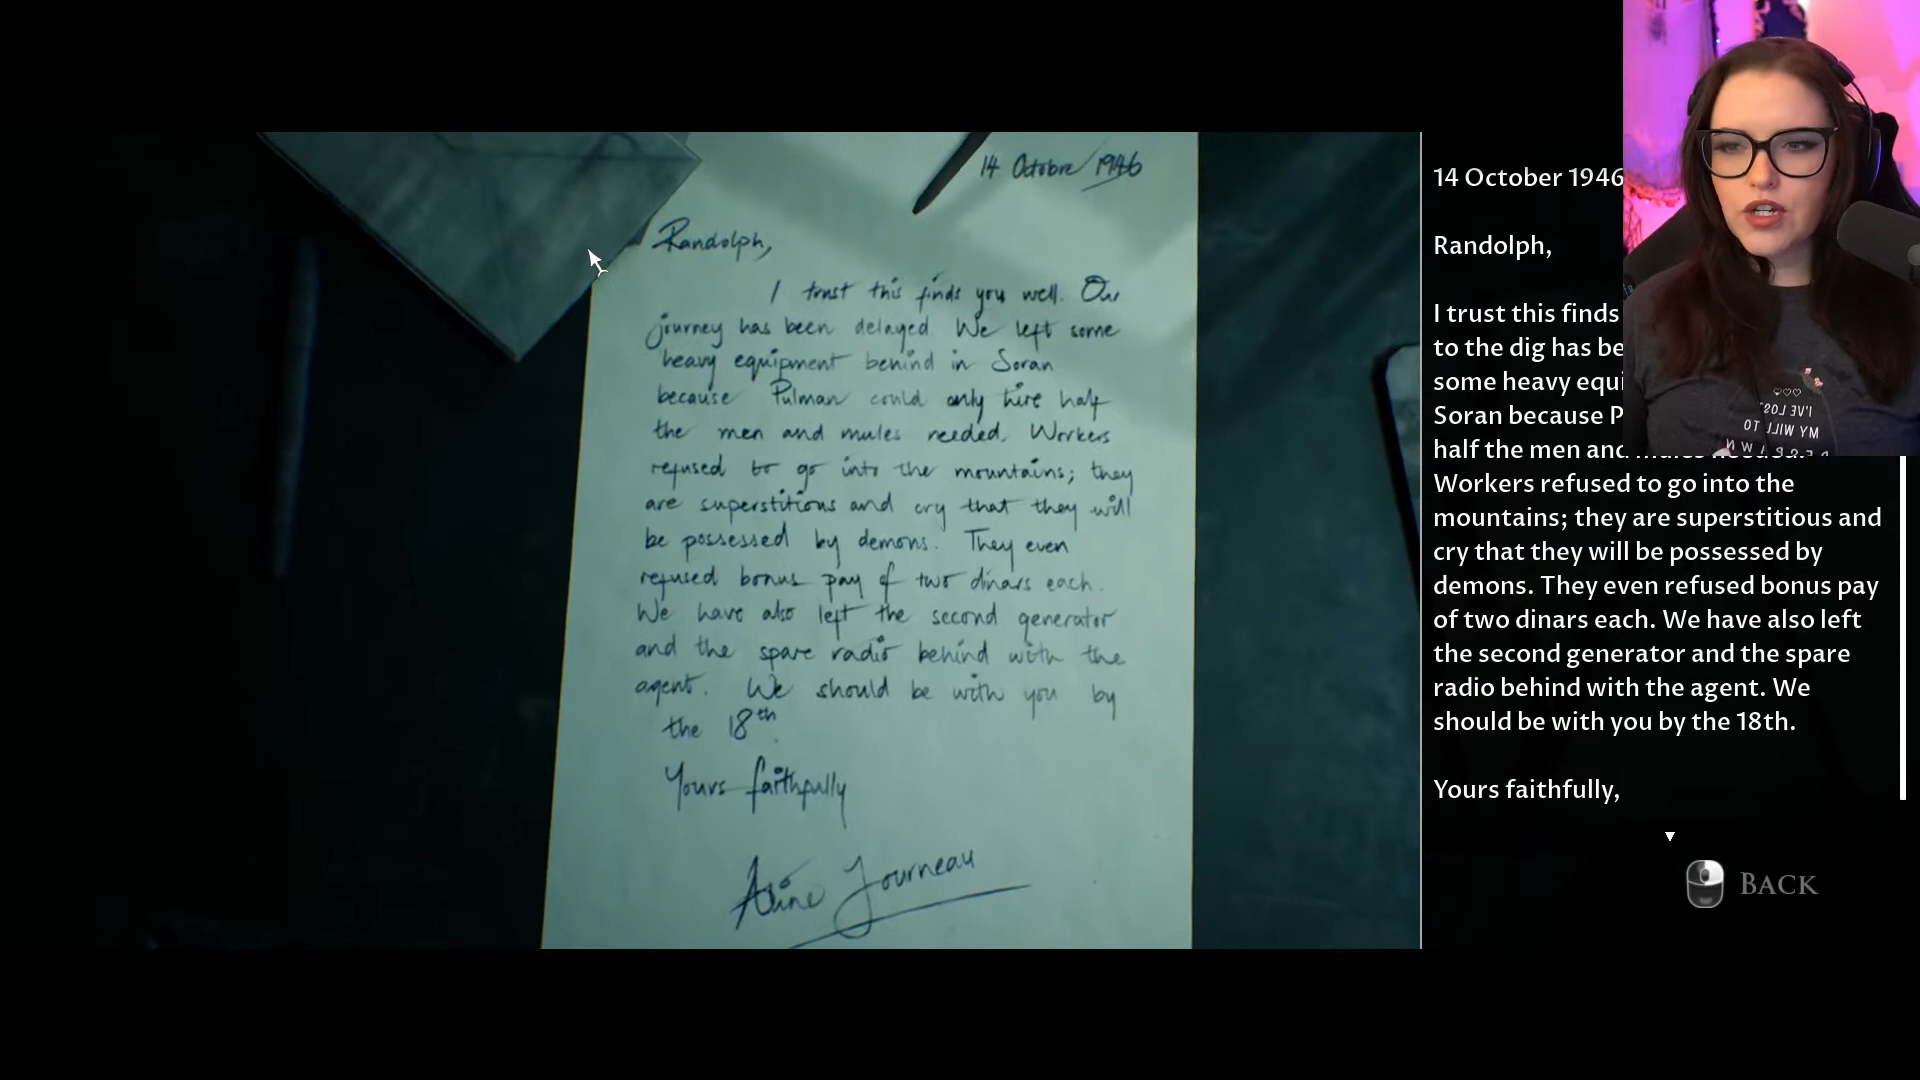 14 Octobre 1946
Randolph,
I trust this finds you well. Our
journey has been delayed. We left some
heavy equipment behind in Soran
because Pulman could only hire half
the men and mules needed. Workers
refused to go into the mountains; they
are superstitious and cry that they will
be possessed by demons. They even
refused bonus pay of two dinars each.
We have also left the second generator
and the spare radio behind with the
agent. We should be with you by
the 18th.
Yours faithfully
Journeau
14 October 1946
Randolph,
I trust this finds
to the dig has be
some heavy equi
Soran because P
half the men and
Workers refused to go into the
mountains; they are superstitious and
cry that they will be possessed by
demons. They even refused bonus pay
of two dinars each. We have also left
the second generator and the spare
radio behind with the agent. We
should be with you by the 18th.
Yours faithfully,
BACK
I'VE LOST
MY WILL TO